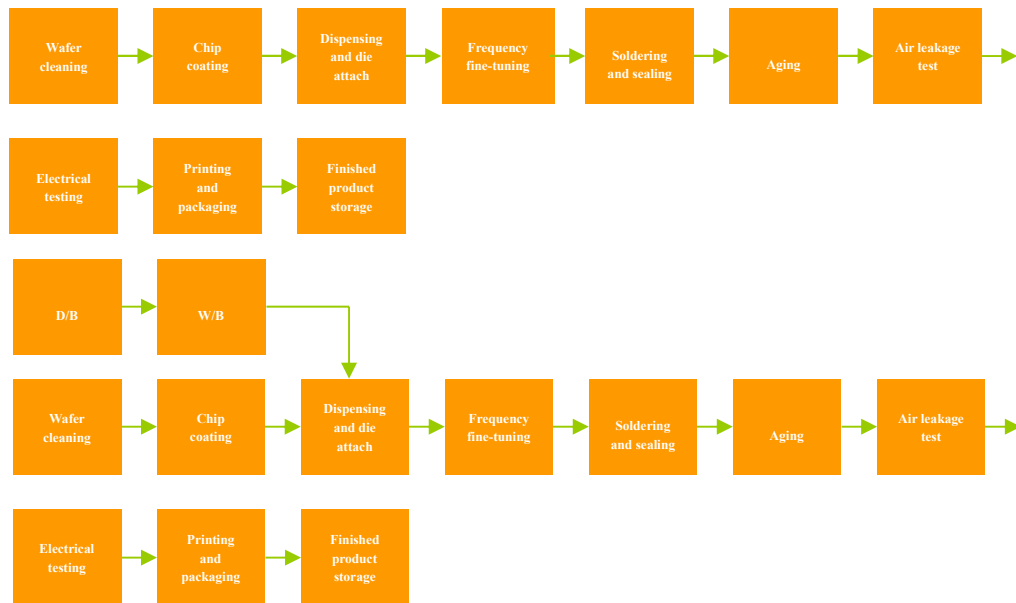 Wafer
cleaning
Chip
coating
Dispensing
and die
attach
Frequency
fine-tuning
Soldering
and sealing
Aging
Air leakage
test
Electrical
testing
Printing
and
packaging
Finished
product
storage
D/B
W/B
Wafer
cleaning
Chip
coating
Dispensing
and die
attach
Frequency
fine-tuning
Soldering
and sealing
Aging
Air leakage
test
Electrical
testing
Printing
and
packaging
Finished
product
storage